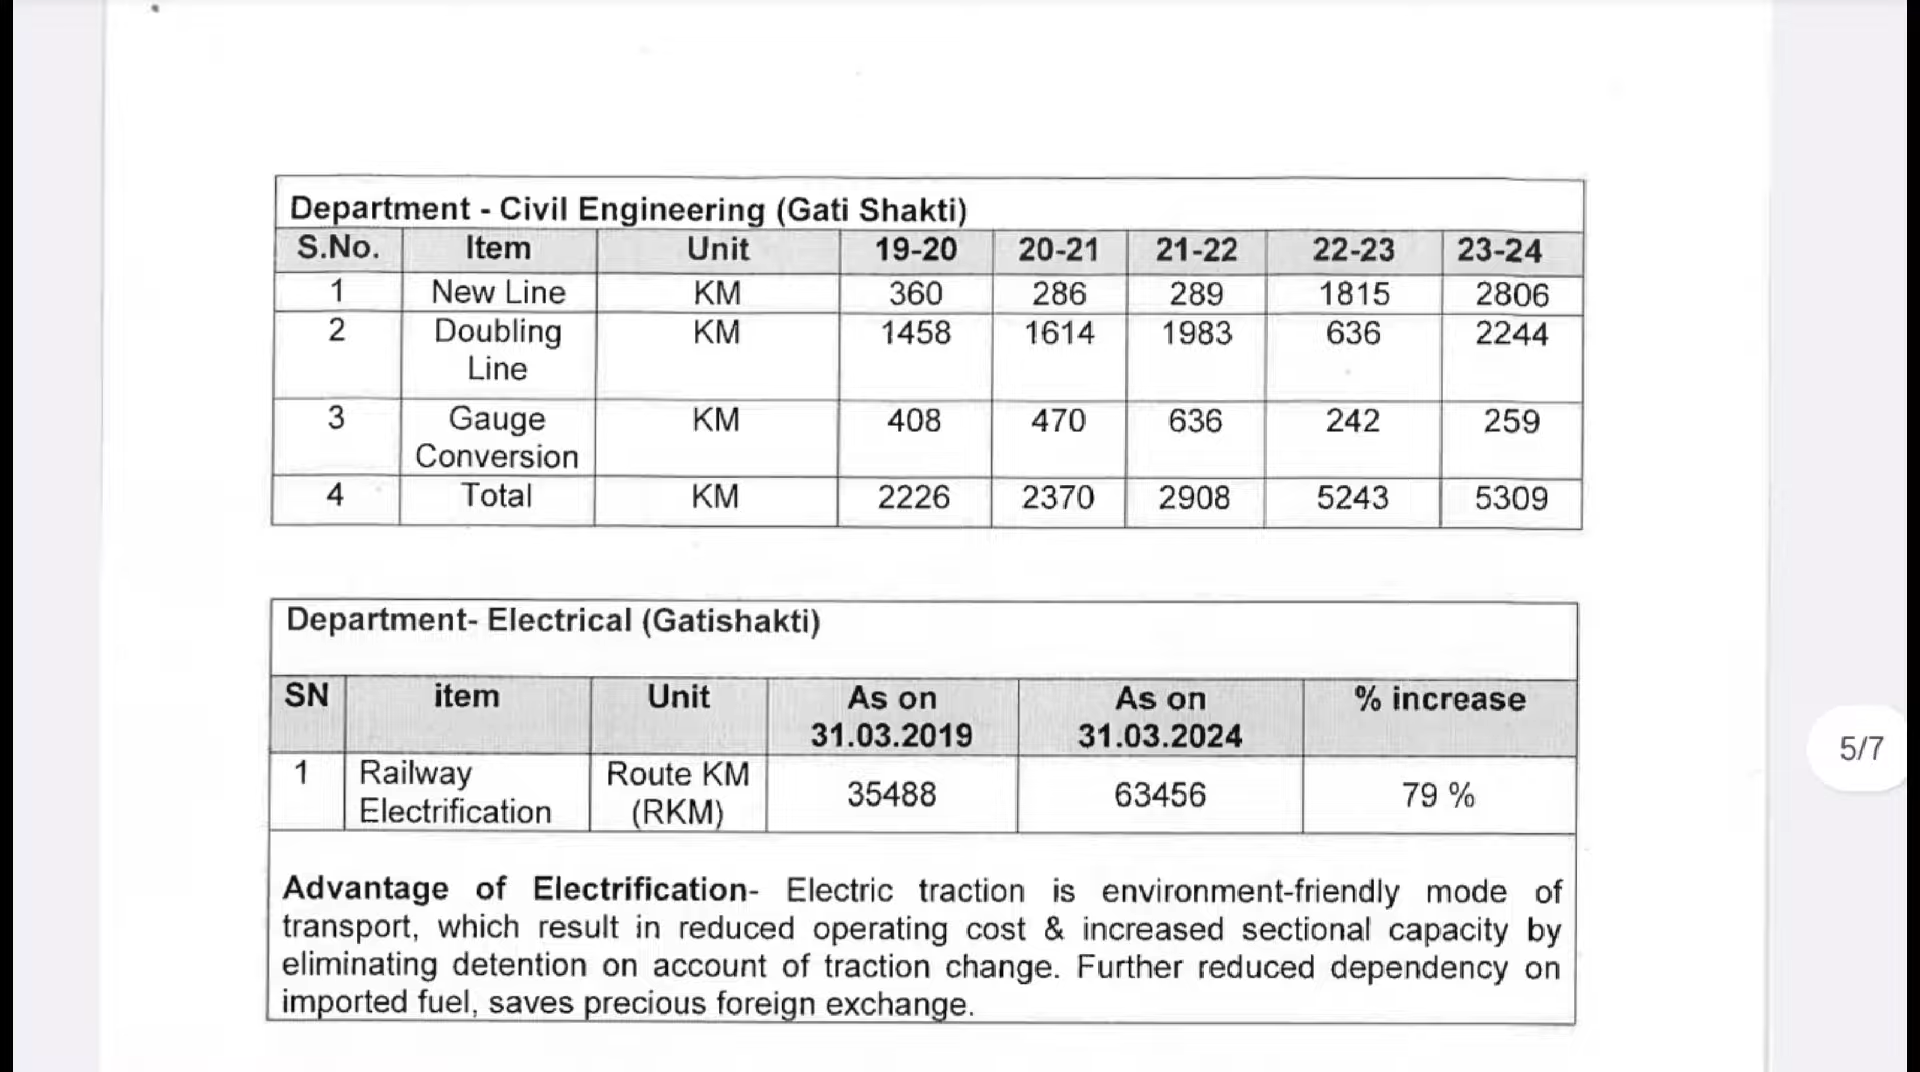 Department - Civil Engineering (Gati Shakti)
S.No. Item Unit 19-20 20-21 21-22 22-23 23-24
1 New Line KM 360 286 289 1815 2806
2 Doubling Line KM 1458 1614 1983 636 2244
3 Gauge Conversion KM 408 470 636 242 259
4 Total KM 2226 2370 2908 5243 5309
Department- Electrical (Gatishakti)
SN item Unit As on 31.03.2019 As on 31.03.2024 % increase
1 Railway Electrification Route KM (RKM) 35488 63456 79 %
Advantage of Electrification- Electric traction is environment-friendly mode of
transport, which result in reduced operating cost & increased sectional capacity by
eliminating detention on account of traction change. Further reduced dependency on
imported fuel, saves precious foreign exchange.
5/7